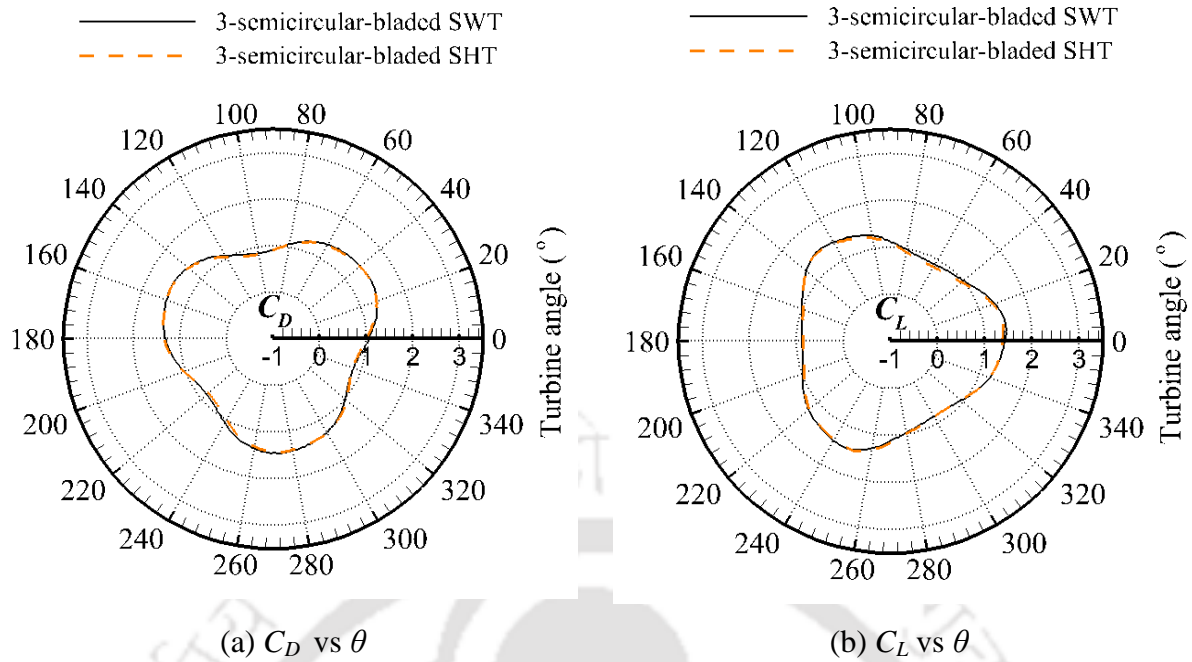 3-semicircular-bladed SWT
3-semicircular-bladed SHT
100 80
120 60
140 40
160 20
180 0
200 340
220 320
240 300
260 280
C_D
-1 0 1 2 3
Turbine angle (°)
(a) C_D vs θ
3-semicircular-bladed SWT
3-semicircular-bladed SHT
100 80
120 60
140 40
160 20
180 0
200 340
220 320
240 300
260 280
C_L
-1 0 1 2 3
Turbine angle (°)
(b) C_L vs θ